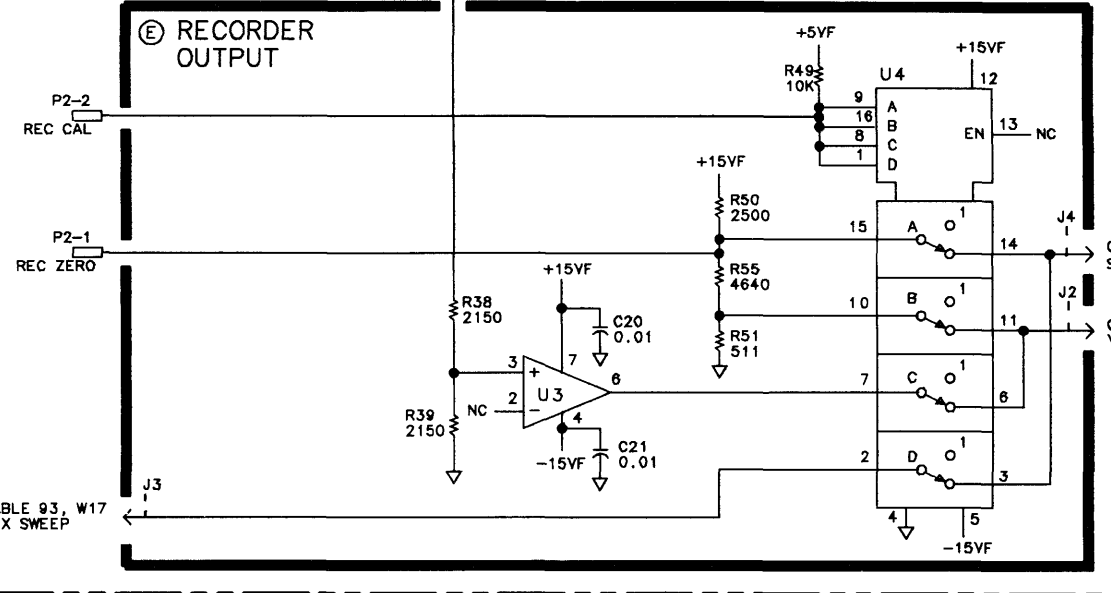 Ⓔ RECORDER
OUTPUT
+5VF
+15VF
R49
10K
U4
12
P2-2
REC CAL
9
A
16
B
EN
13
NC
8
C
1
D
+15VF
R50
2500
15
A
1
14
J4
P2-1
REC ZERO
+15VF
R55
4640
R38
2150
C20
0.01
10
B
1
11
J2
R51
511
3
+
7
U3
6
7
C
1
6
R39
2150
NC
2
-
4
-15VF
C21
0.01
2
D
1
3
J3
BLE 93, W17
X SWEEP
4
5
-15VF